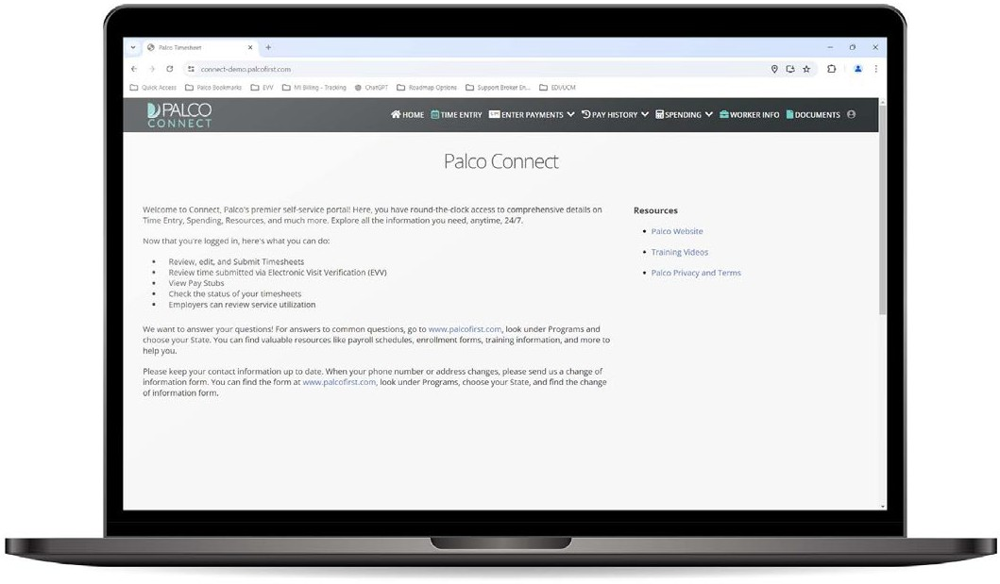 Palco Timesheet
connect-demo.palcofirst.com
Quick Access Palco Bookmarks EVV MI Billing - Tracking ChatGPT Roadmap Options Support Broker En... EDI/UCM
PALCO
CONNECT
HOME TIME ENTRY ENTER PAYMENTS PAY HISTORY SPENDING WORKER INFO DOCUMENTS
Palco Connect
Welcome to Connect, Palco's premier self-service portal! Here, you have round-the-clock access to comprehensive details on
Time Entry, Spending, Resources, and much more. Explore all the information you need, anytime, 24/7.
Now that you're logged in, here's what you can do:
• Review, edit, and Submit Timesheets
• Review time submitted via Electronic Visit Verification (EVV)
• View Pay Stubs
• Check the status of your timesheets
• Employers can review service utilization
We want to answer your questions! For answers to common questions, go to www.palcofirst.com, look under Programs and
choose your State. You can find valuable resources like payroll schedules, enrollment forms, training information, and more to
help you.
Please keep your contact information up to date. When your phone number or address changes, please send us a change of
information form. You can find the form at www.palcofirst.com, look under Programs, choose your State, and find the change
of information form.
Resources
• Palco Website
• Training Videos
• Palco Privacy and Terms